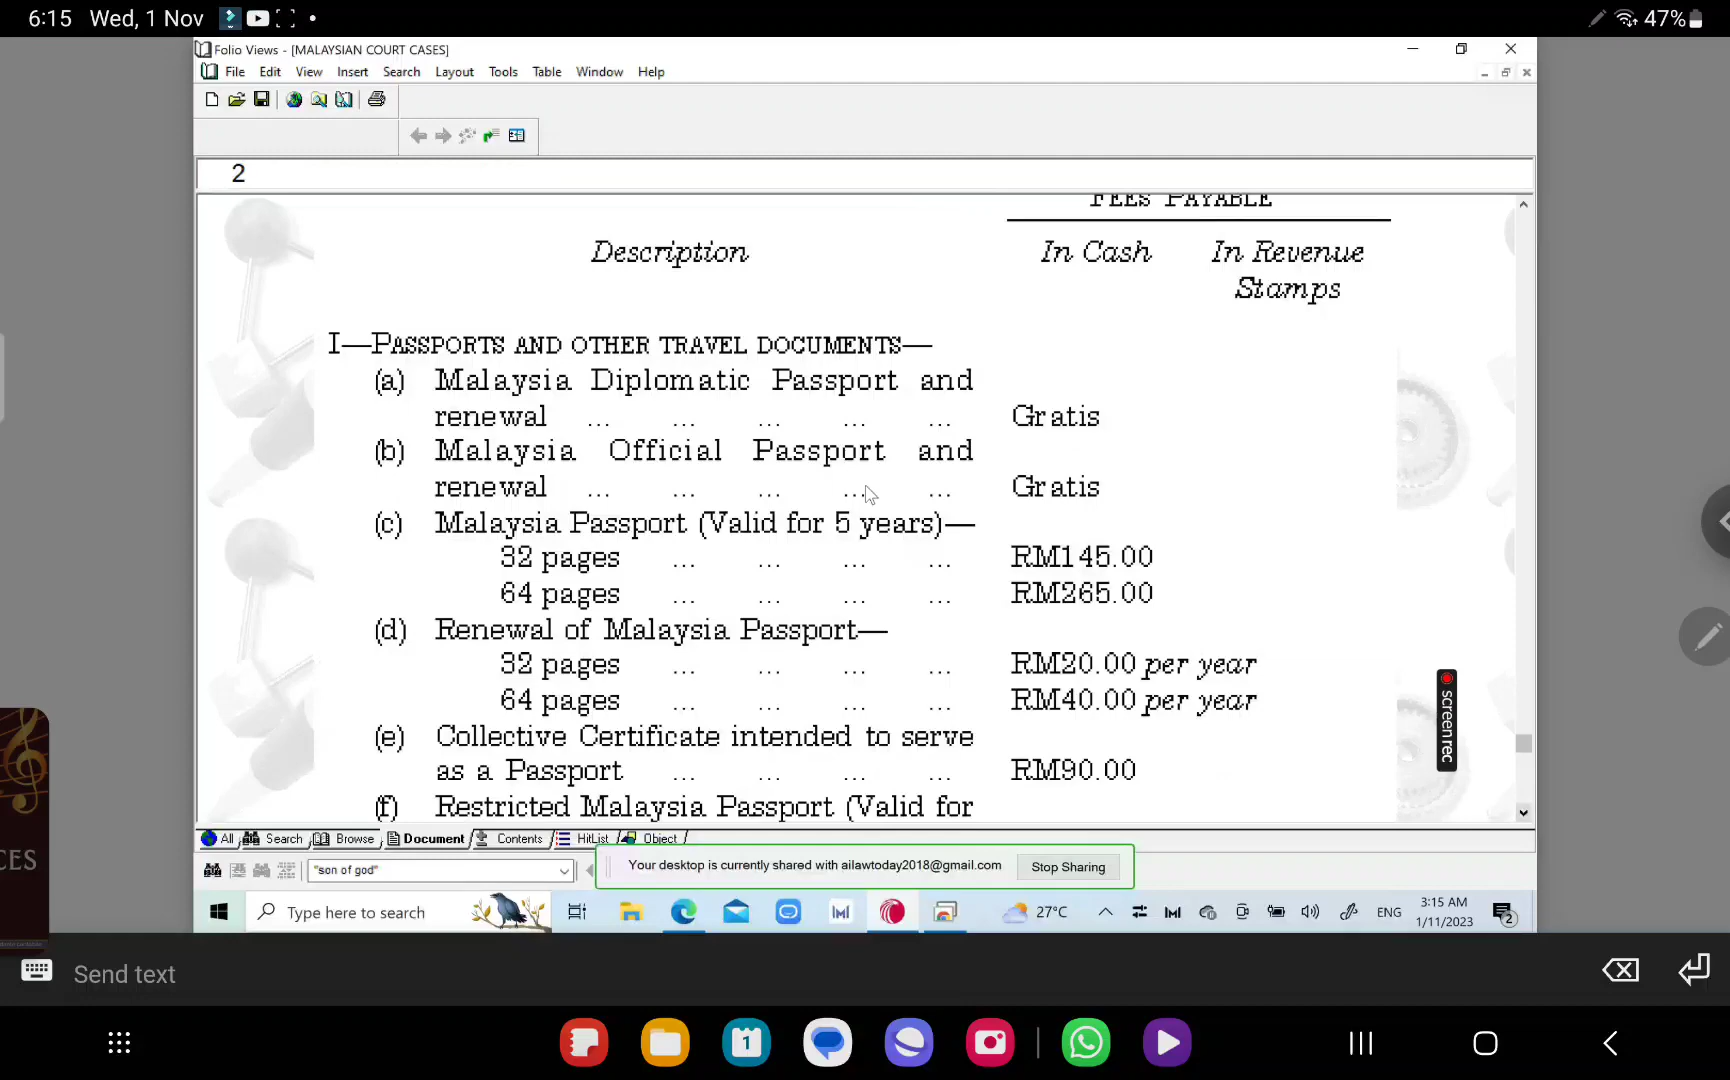 6:15 Wed, 1 Nov
47%
Folio Views - [MALAYSIAN COURT CASES]
File Edit View Insert Search Layout Tools Table Window Help
2
FEES PAYABLE
Description In Cash In Revenue
Stamps
I—PASSPORTS AND OTHER TRAVEL DOCUMENTS—
(a) Malaysia Diplomatic Passport and
renewal ... ... ... ... ... Gratis
(b) Malaysia Official Passport and
renewal ... ... ... ... ... Gratis
(c) Malaysia Passport (Valid for 5 years)—
32 pages ... ... ... ... RM145.00
64 pages ... ... ... ... RM265.00
(d) Renewal of Malaysia Passport—
32 pages ... ... ... ... RM20.00 per year
64 pages ... ... ... ... RM40.00 per year
(e) Collective Certificate intended to serve
as a Passport ... ... ... ... RM90.00
(f) Restricted Malaysia Passport (Valid for
screenrec
CES
All Search Browse Document Contents HitList Object
"son of god"
Your desktop is currently shared with ailawtoday2018@gmail.com Stop Sharing
Type here to search
27°C
ENG
3:15 AM
1/11/2023
2
Send text
1